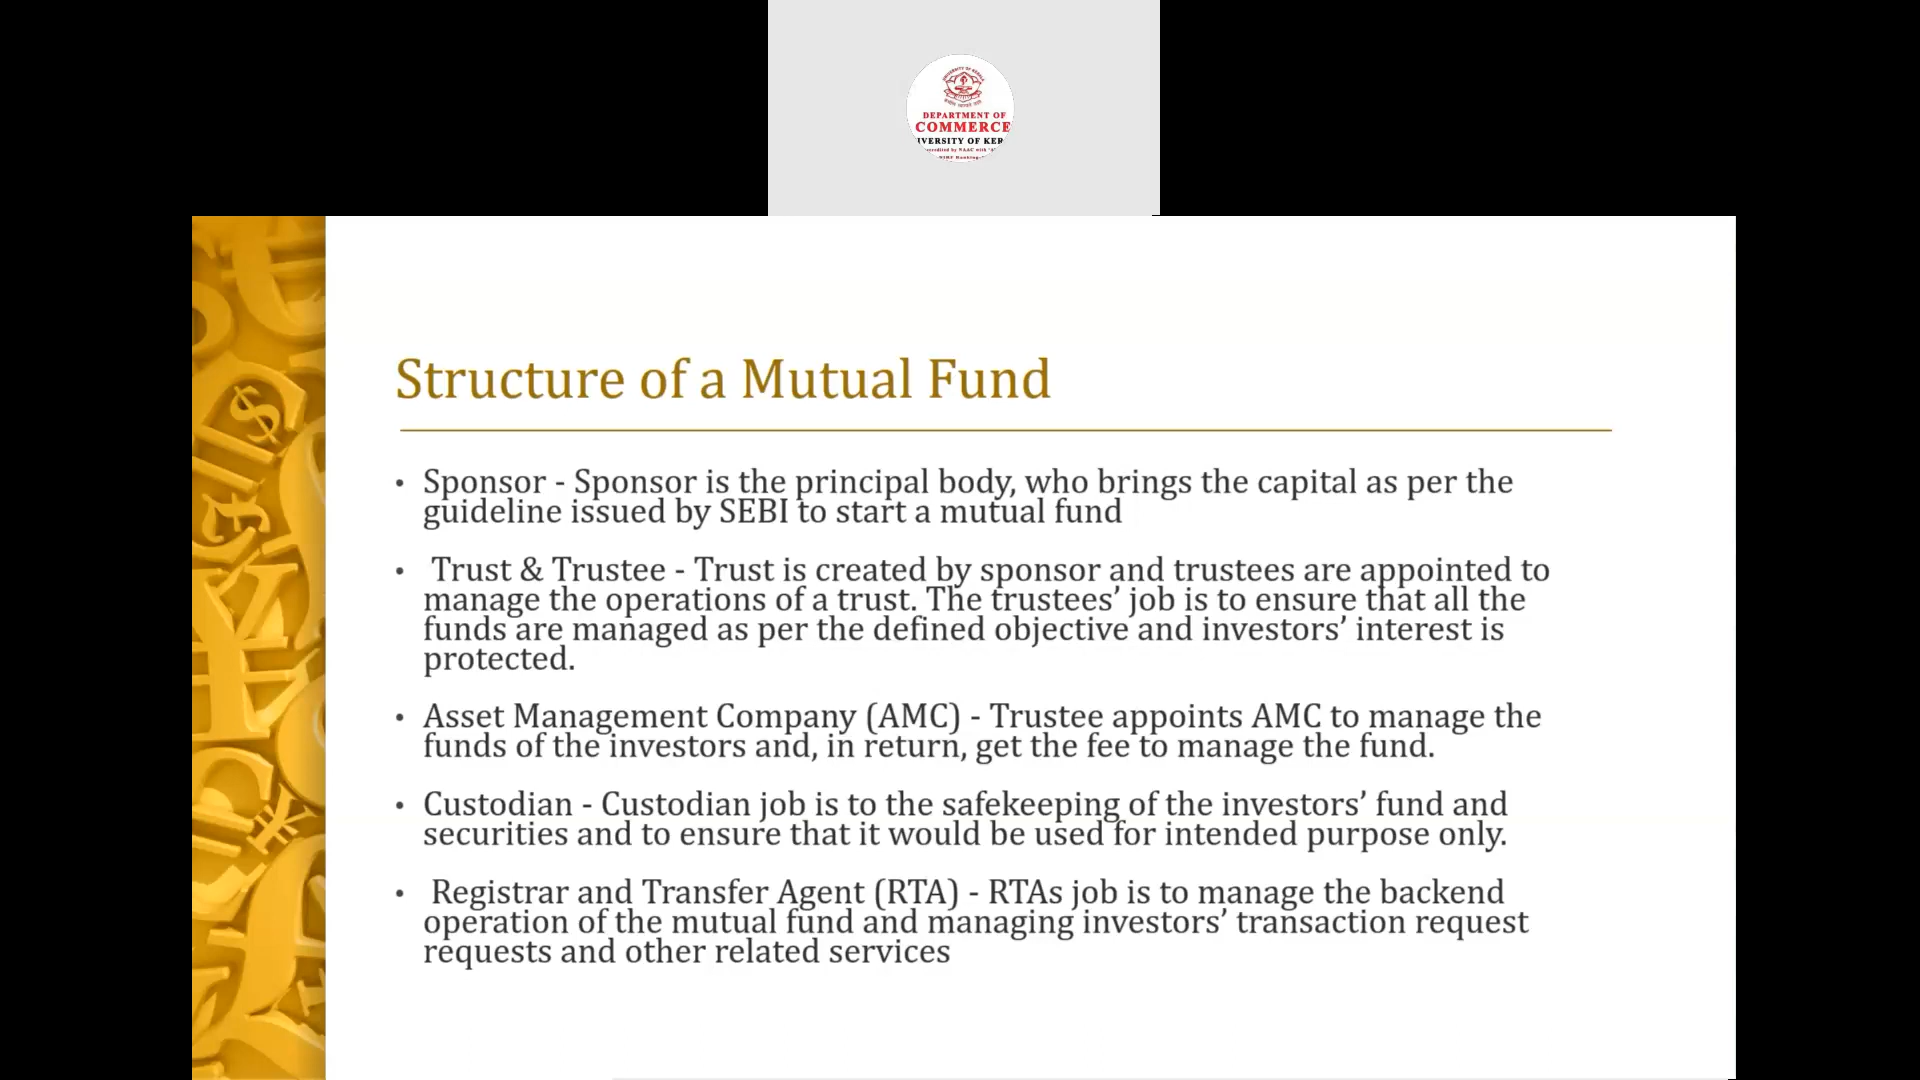 UNIVERSITY OF KERALA
DEPARTMENT OF
COMMERCE
IVERSITY OF KER
Structure of a Mutual Fund
• Sponsor - Sponsor is the principal body, who brings the capital as per the
guideline issued by SEBI to start a mutual fund
• Trust & Trustee - Trust is created by sponsor and trustees are appointed to
manage the operations of a trust. The trustees’ job is to ensure that all the
funds are managed as per the defined objective and investors’ interest is
protected.
• Asset Management Company (AMC) - Trustee appoints AMC to manage the
funds of the investors and, in return, get the fee to manage the fund.
• Custodian - Custodian job is to the safekeeping of the investors’ fund and
securities and to ensure that it would be used for intended purpose only.
• Registrar and Transfer Agent (RTA) - RTAs job is to manage the backend
operation of the mutual fund and managing investors’ transaction request
requests and other related services